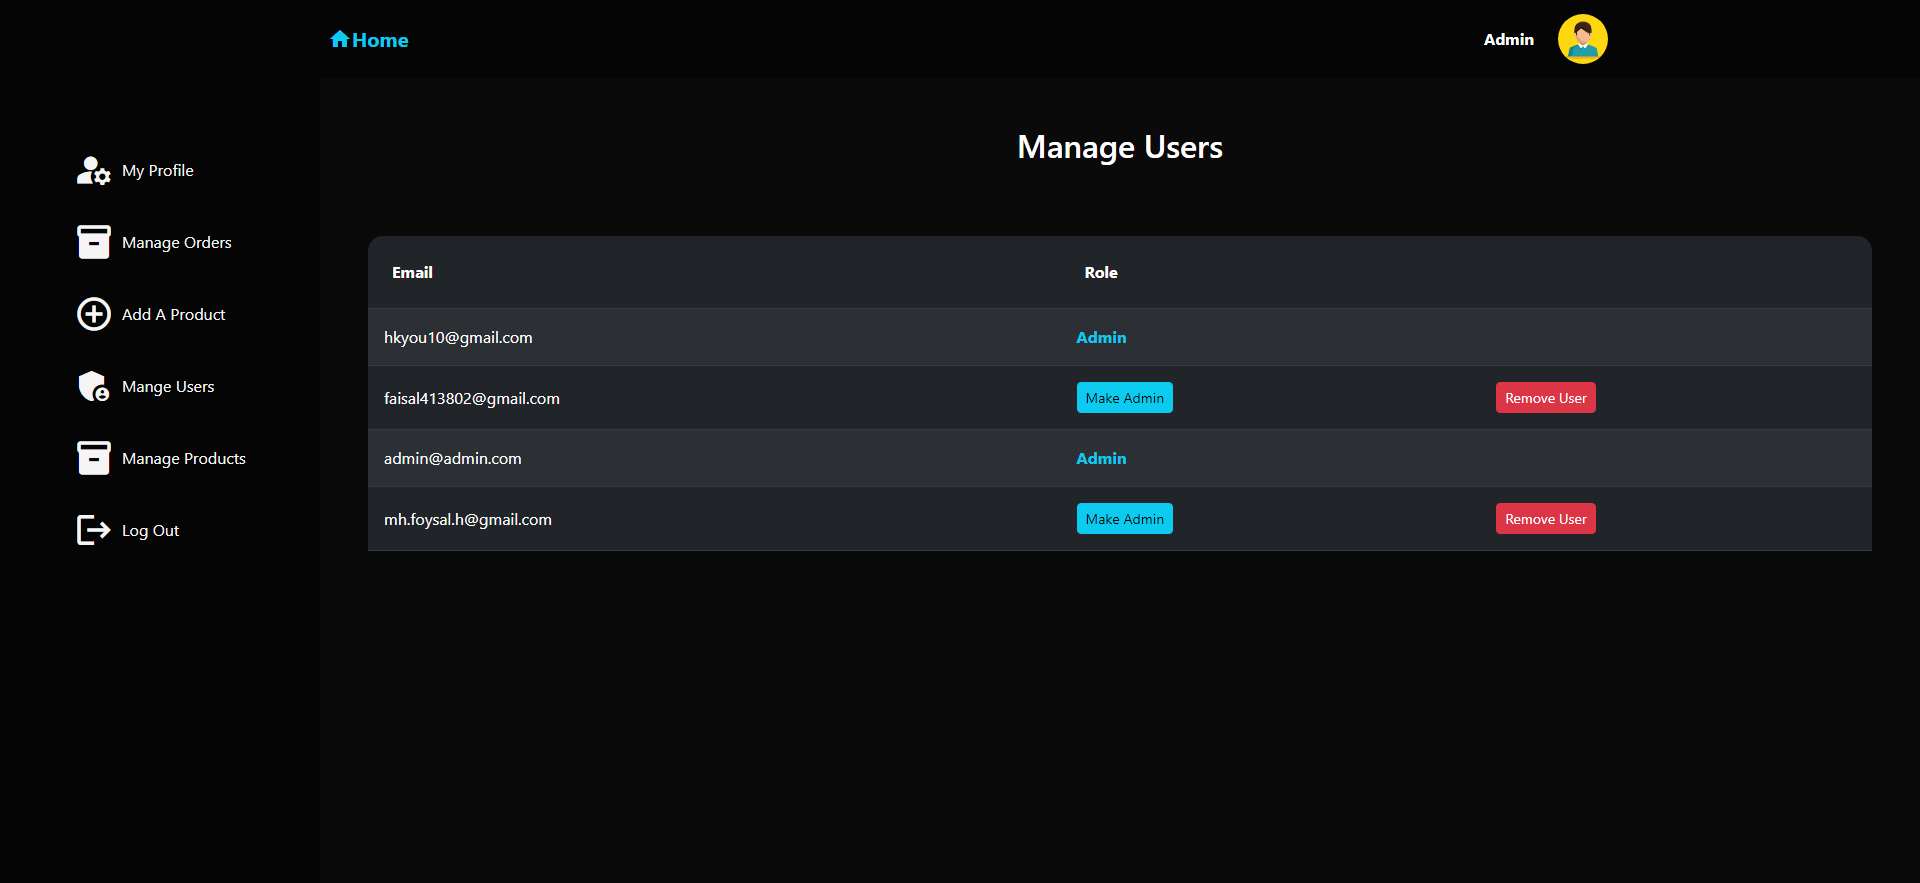 Home
Admin
My Profile
Manage Orders
Add A Product
Mange Users
Manage Products
Log Out
Manage Users
Email Role
hkyou10@gmail.com Admin
faisal413802@gmail.com Make Admin Remove User
admin@admin.com Admin
mh.foysal.h@gmail.com Make Admin Remove User